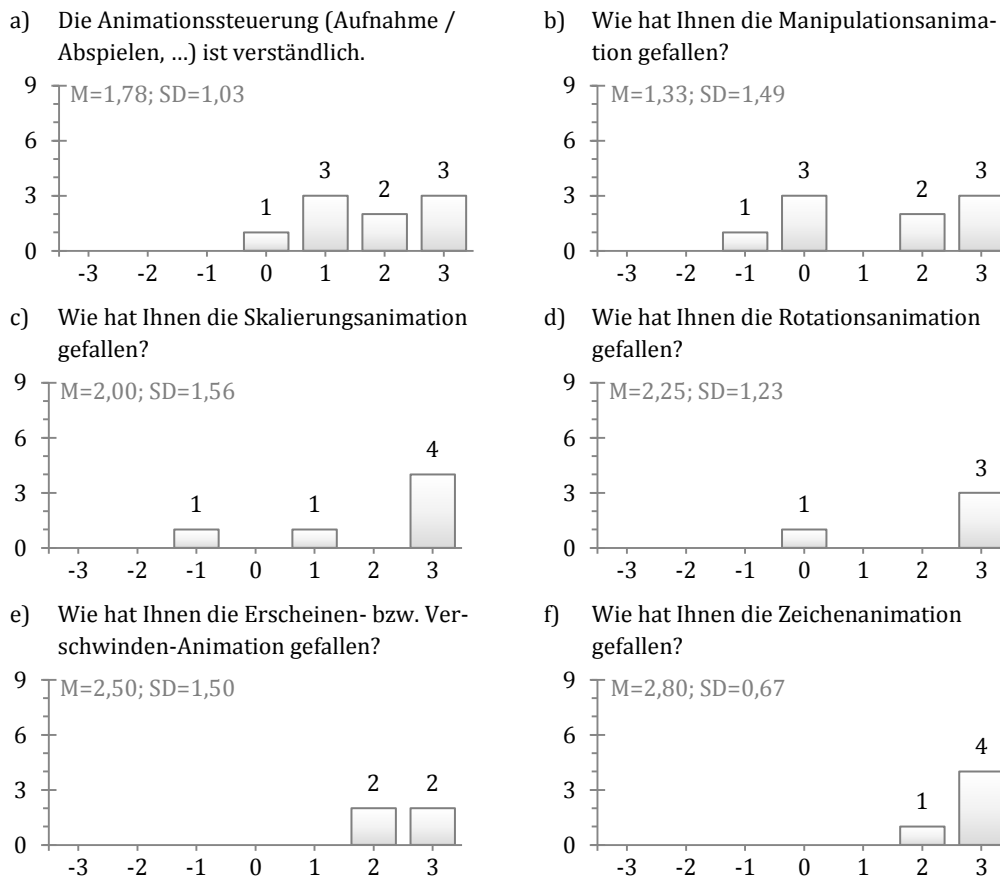 a) Die Animationssteuerung (Aufnahme /
Abspielen, ...) ist verständlich.
9
6
3
0
M=1,78; SD=1,03
1
3
2
3
-3 -2 -1 0 1 2 3
b) Wie hat Ihnen die Manipulationsanima-
tion gefallen?
9
6
3
0
M=1,33; SD=1,49
1
3
2
3
-3 -2 -1 0 1 2 3
c) Wie hat Ihnen die Skalierungsanimation
gefallen?
9
6
3
0
M=2,00; SD=1,56
1
1
4
-3 -2 -1 0 1 2 3
d) Wie hat Ihnen die Rotationsanimation
gefallen?
9
6
3
0
M=2,25; SD=1,23
1
3
-3 -2 -1 0 1 2 3
e) Wie hat Ihnen die Erscheinen- bzw. Ver-
schwinden-Animation gefallen?
9
6
3
0
M=2,50; SD=1,50
2
2
-3 -2 -1 0 1 2 3
f) Wie hat Ihnen die Zeichenanimation
gefallen?
9
6
3
0
M=2,80; SD=0,67
1
4
-3 -2 -1 0 1 2 3